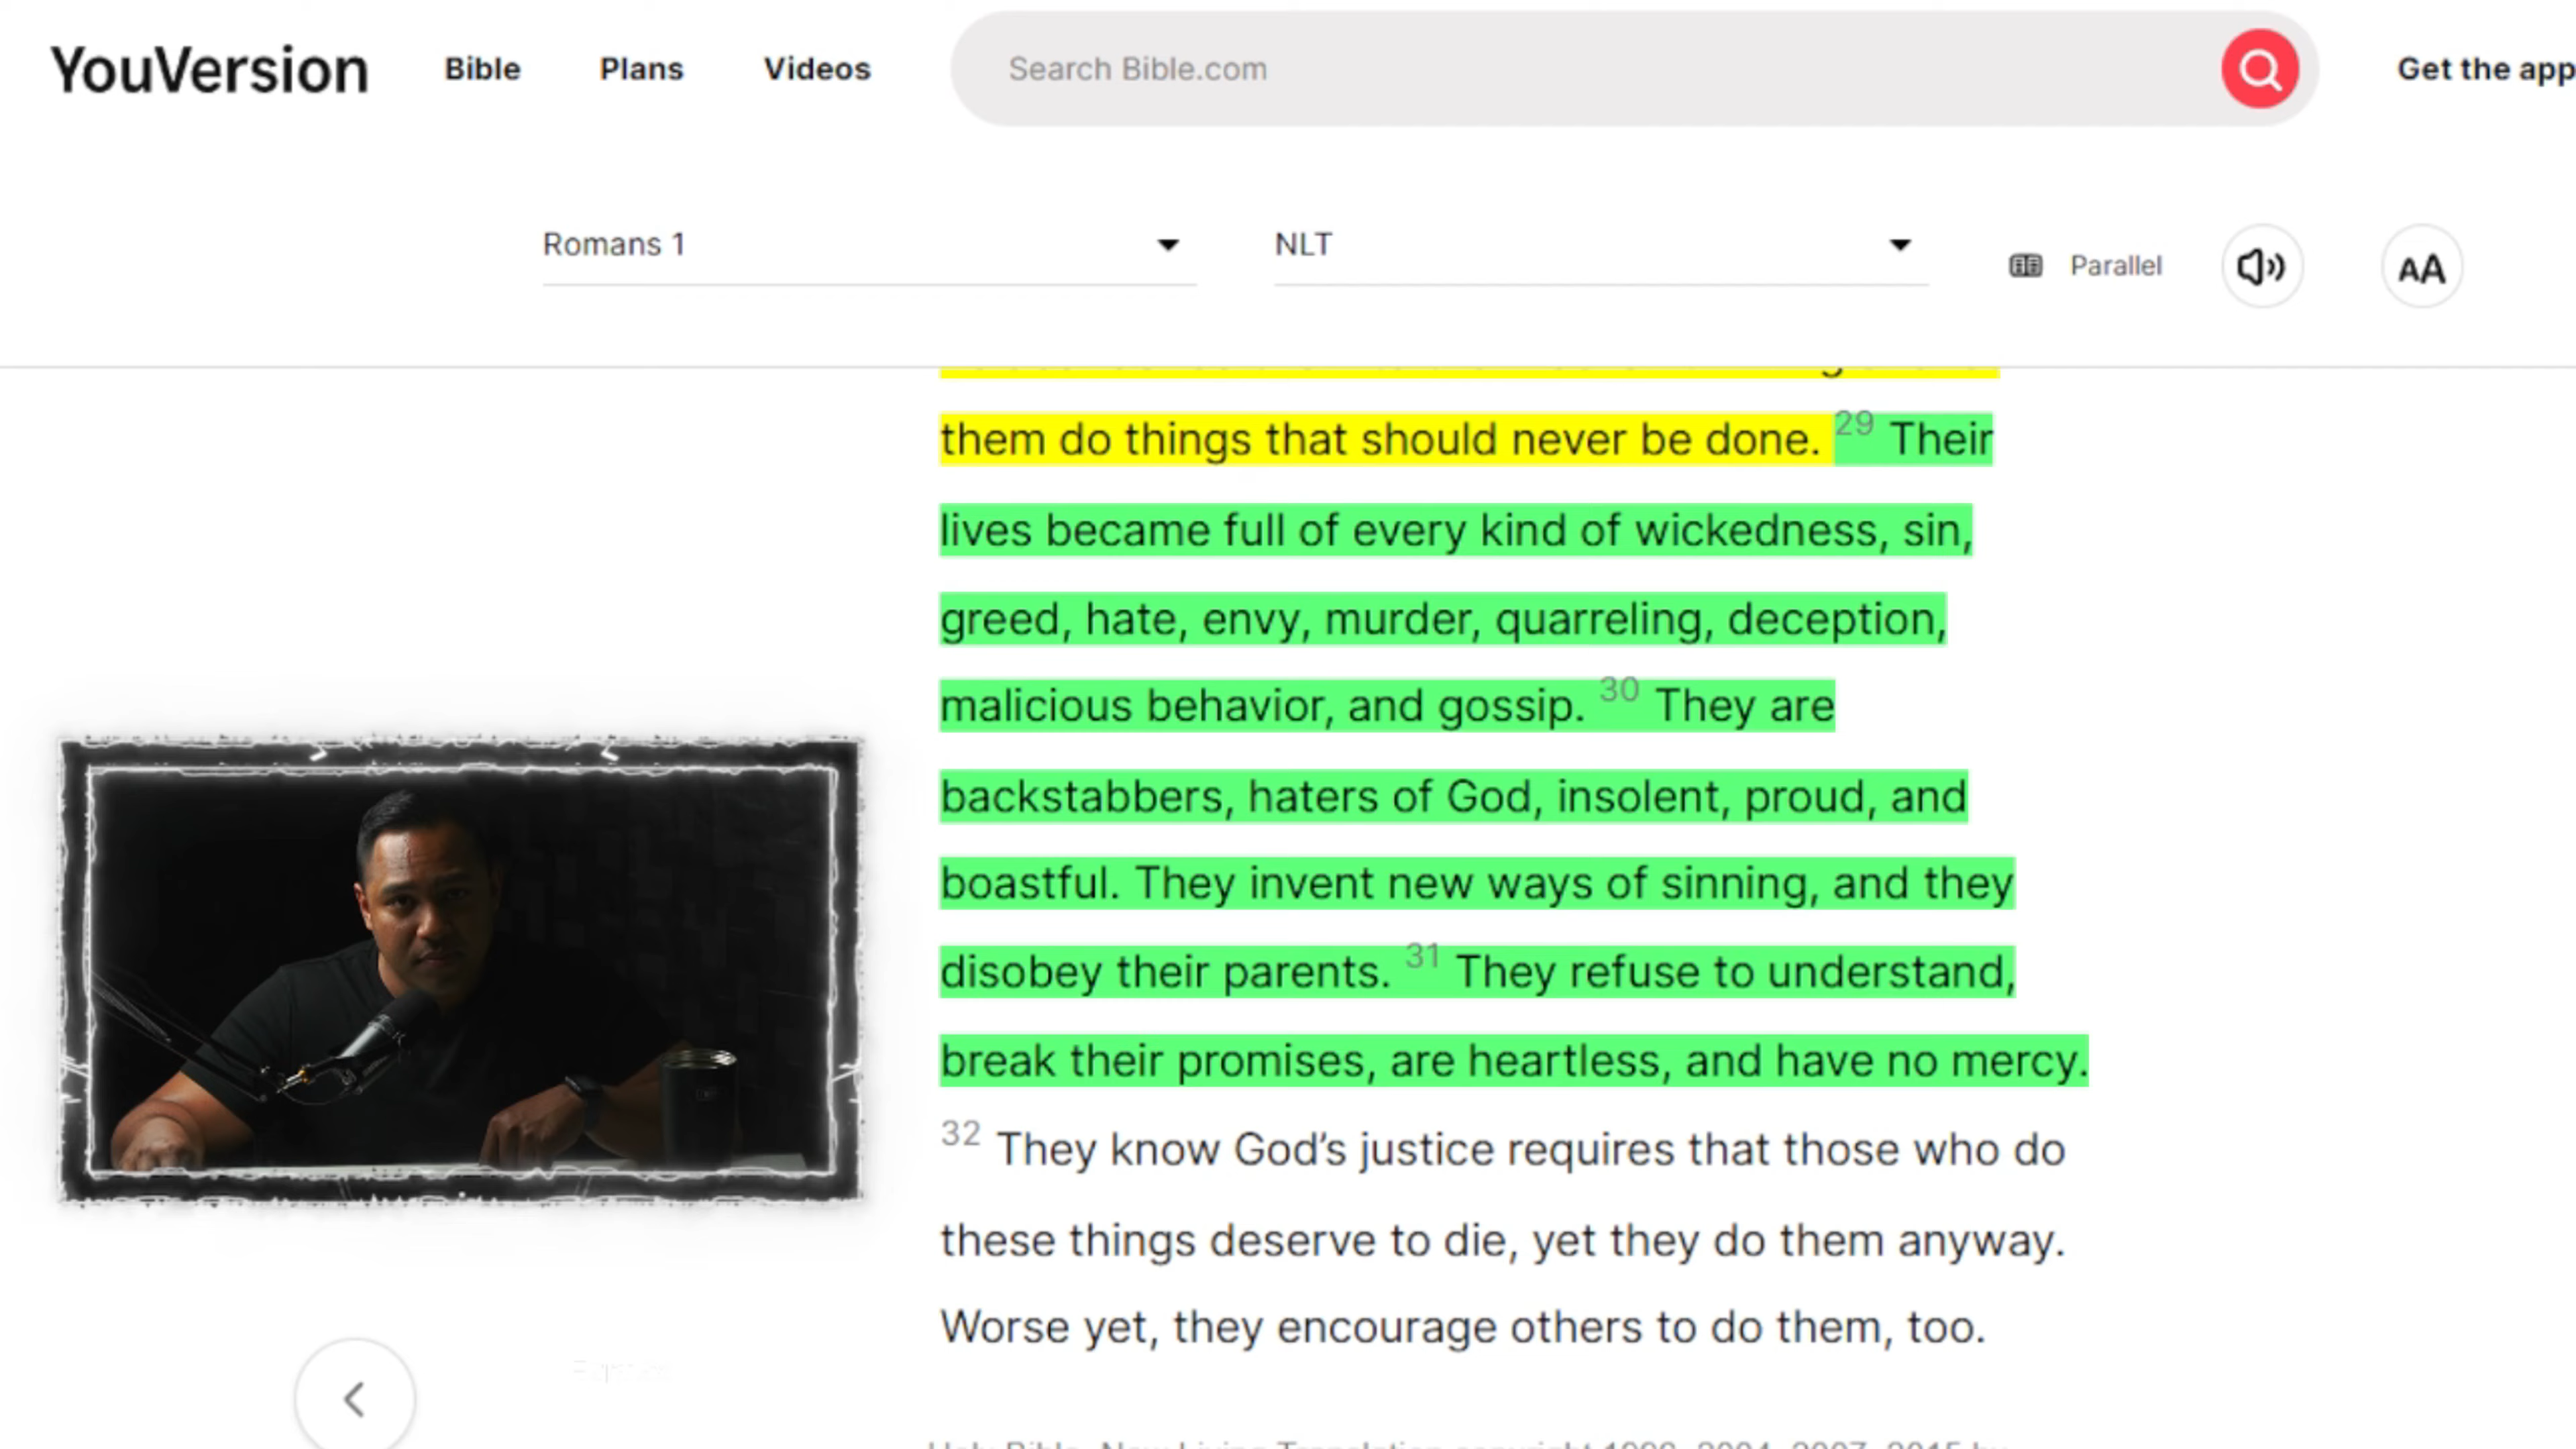 YouVersion
Bible
Plans
Videos
Search Bible.com
Get the app
Romans 1
NLT
Parallel
AA
them do things that should never be done. 29 Their
lives became full of every kind of wickedness, sin,
greed, hate, envy, murder, quarreling, deception,
malicious behavior, and gossip. 30 They are
backstabbers, haters of God, insolent, proud, and
boastful. They invent new ways of sinning, and they
disobey their parents. 31 They refuse to understand,
break their promises, are heartless, and have no mercy.
32 They know God’s justice requires that those who do
these things deserve to die, yet they do them anyway.
Worse yet, they encourage others to do them, too.